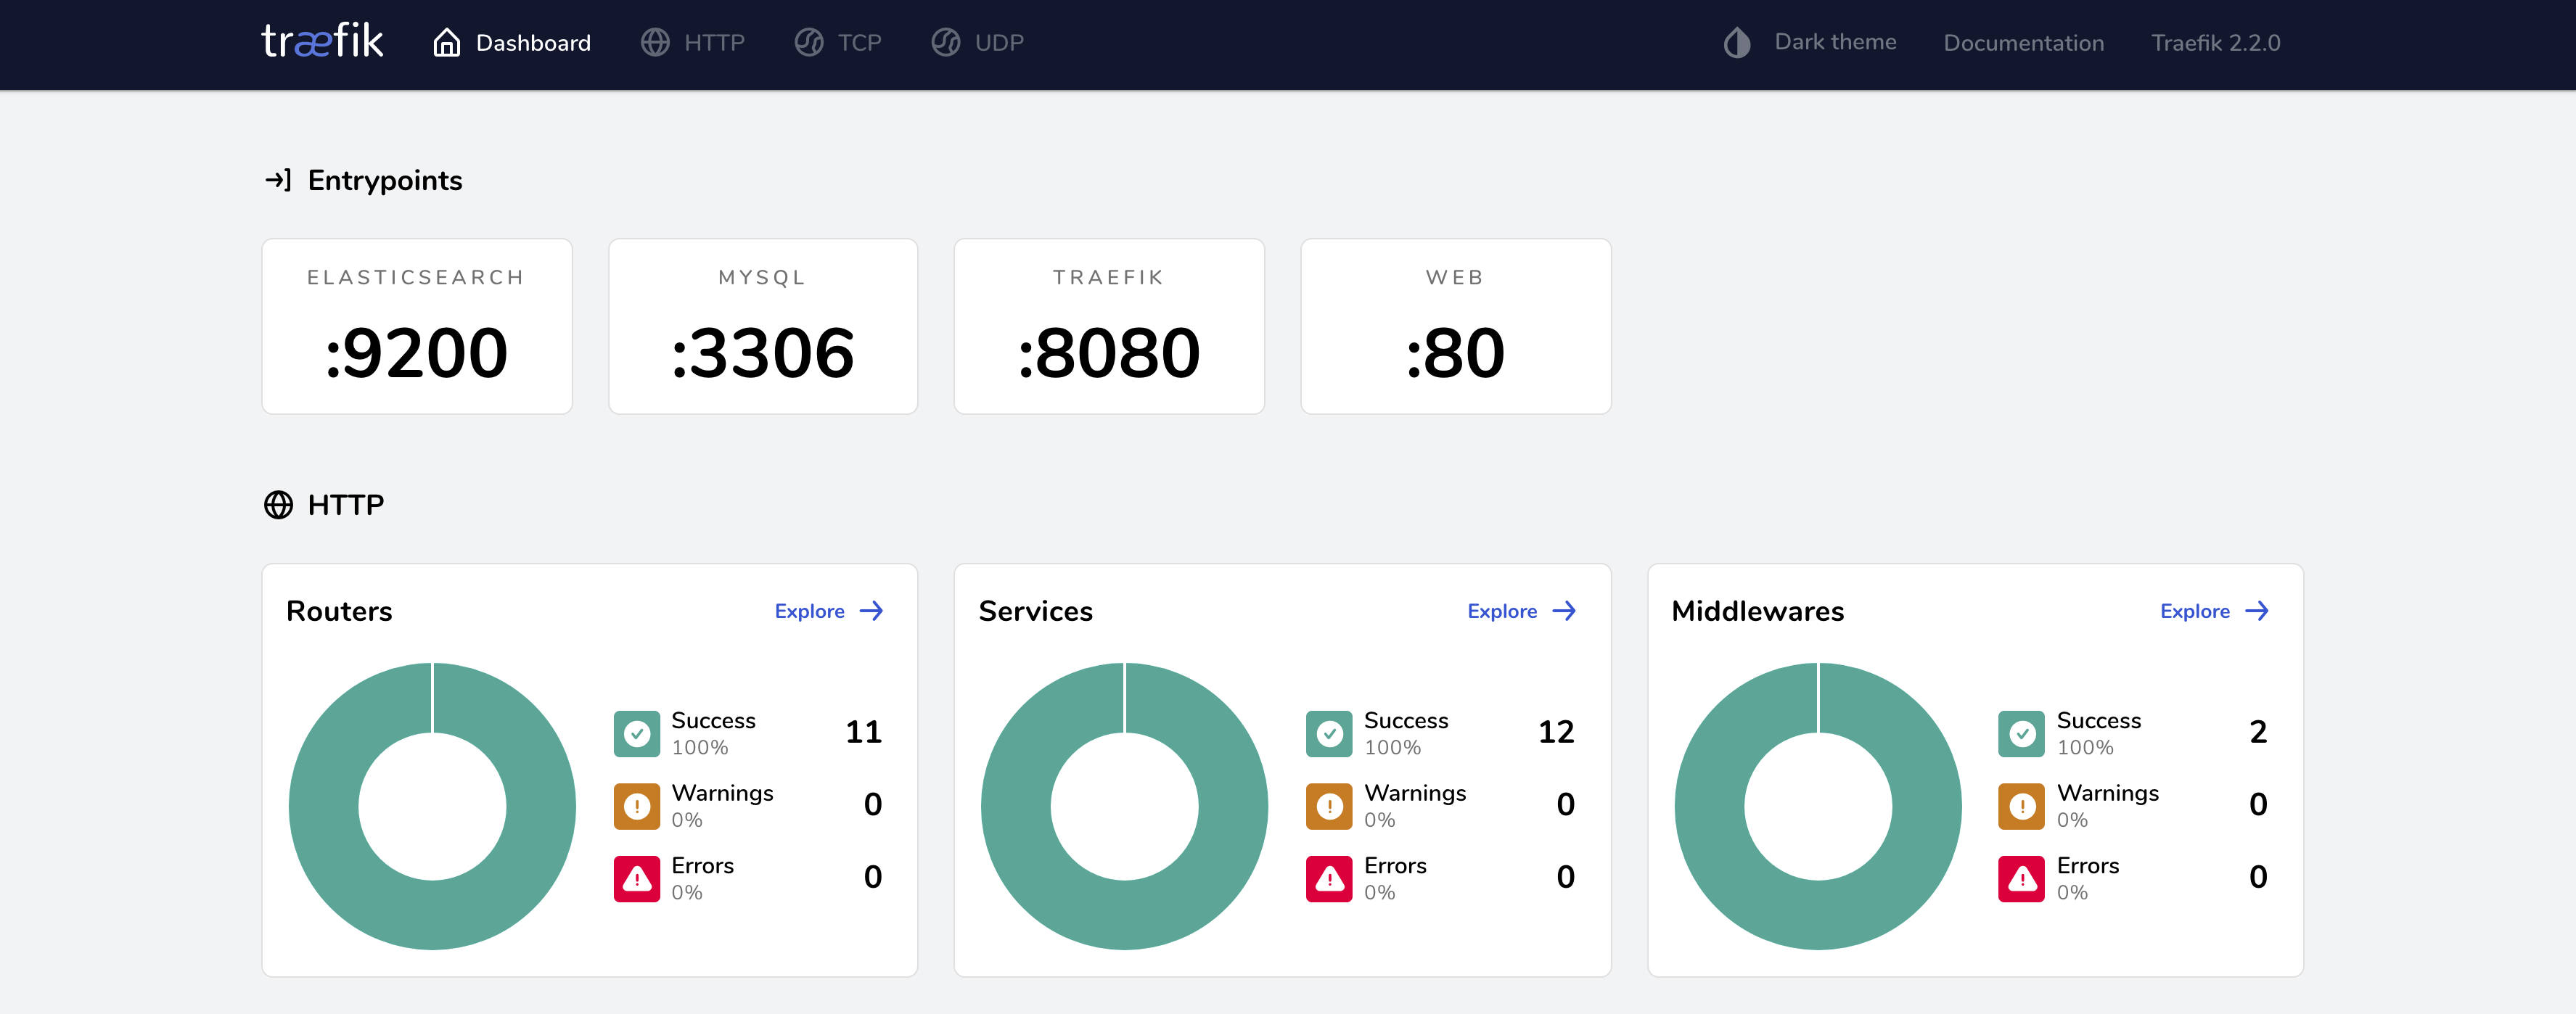 træfik Dashboard HTTP TCP UDP Dark theme Documentation Traefik 2.2.0
Entrypoints
ELASTICSEARCH MYSQL TRAEFIK WEB
:9200 :3306 :8080 :80
HTTP
Routers Explore
Success 11
100%
Warnings 0
0%
Errors 0
0%
Services Explore
Success 12
100%
Warnings 0
0%
Errors 0
0%
Middlewares Explore
Success 2
100%
Warnings 0
0%
Errors 0
0%